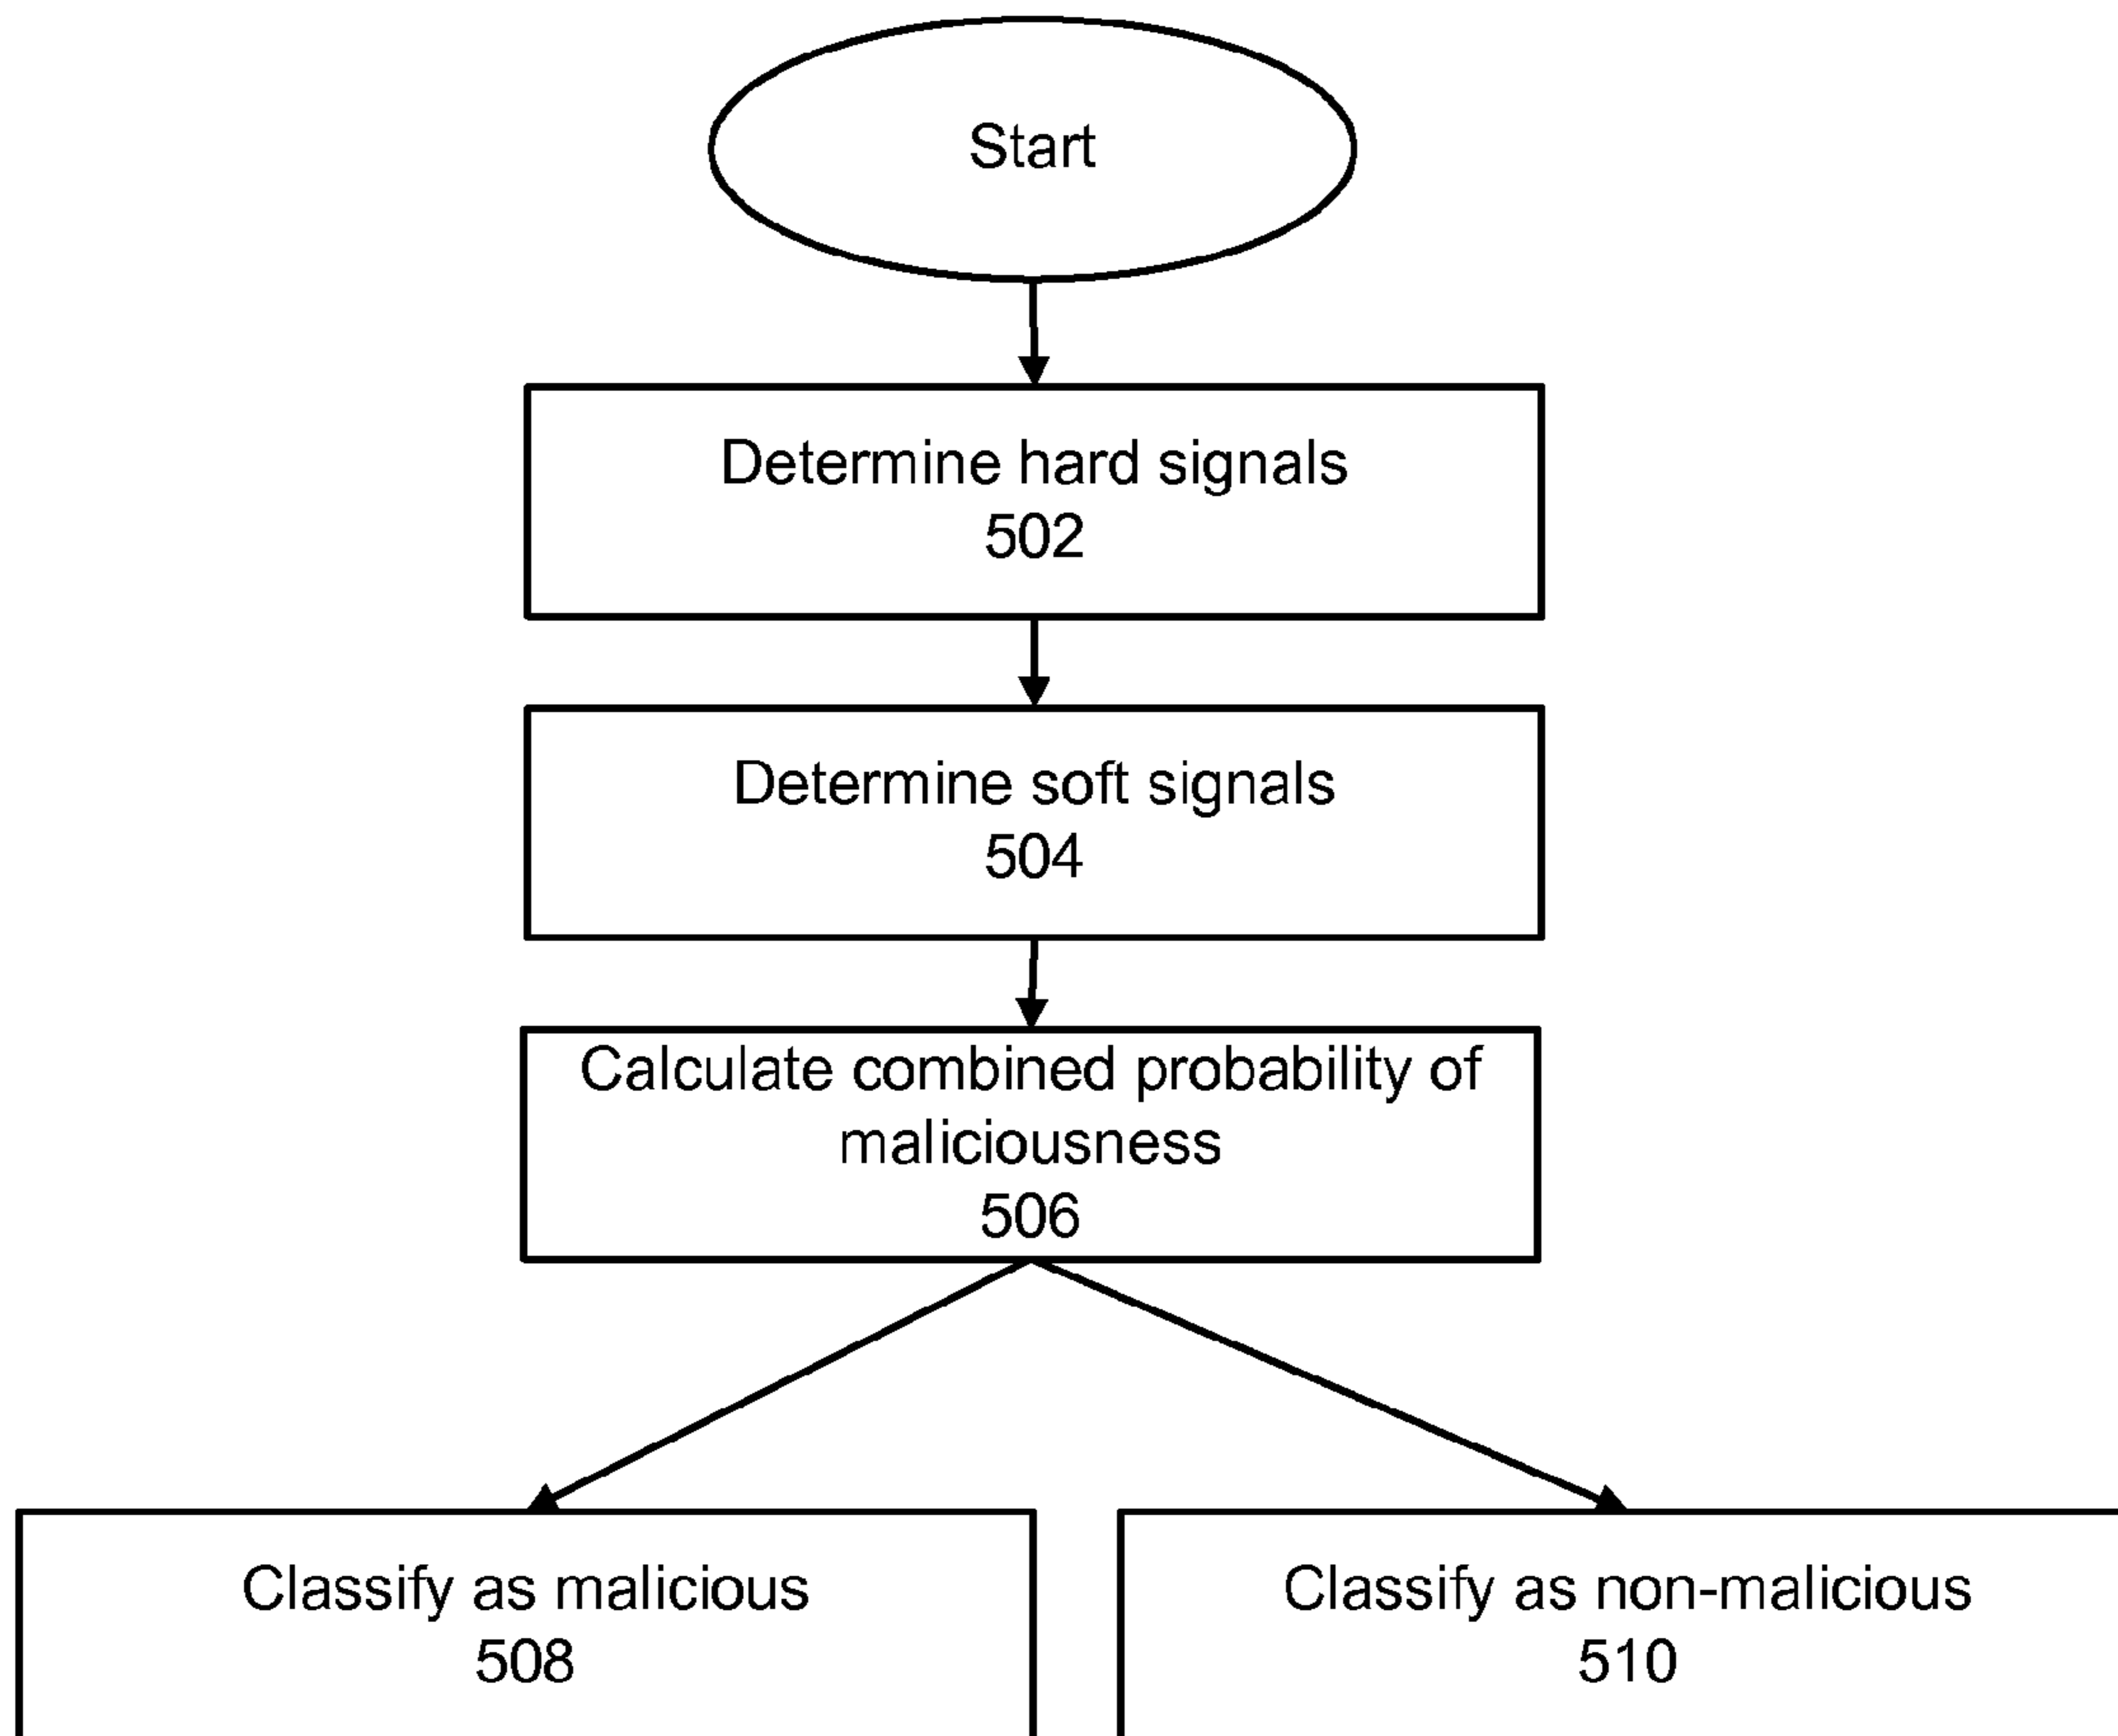 Start
Determine hard signals
502
Determine soft signals
504
Calculate combined probability of
maliciousness
506
Classify as malicious
508
Classify as non-malicious
510